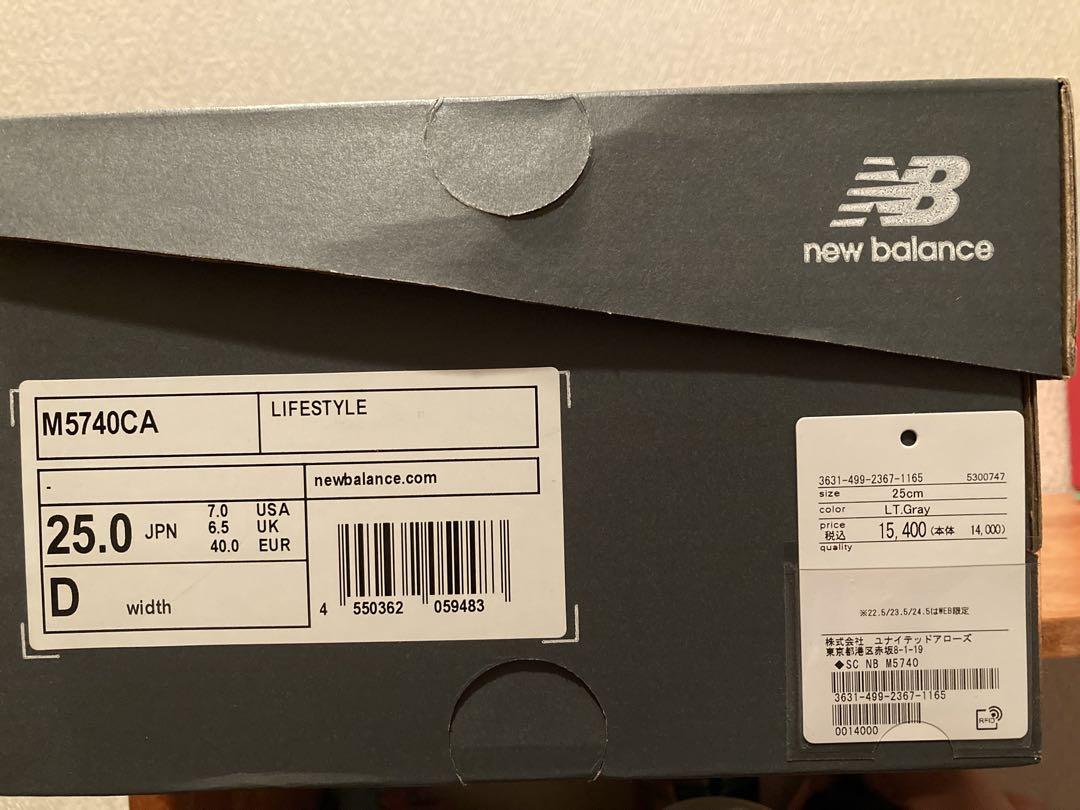 NB
new balance
M5740CA
LIFESTYLE
-
newbalance.com
25.0 JPN
7.0 USA
6.5 UK
40.0 EUR
D width
4 550362 059483
3631-499-2367-1165 5300747
size 25cm
color LT.Gray
price 税込 15,400 (本体 14,000)
quality
※22.5/23.5/24.5はWEB限定
株式会社 ユナイテッドアローズ
東京都港区赤坂8-1-19
◆SC NB M5740
3631-499-2367-1165
0014000
RFID